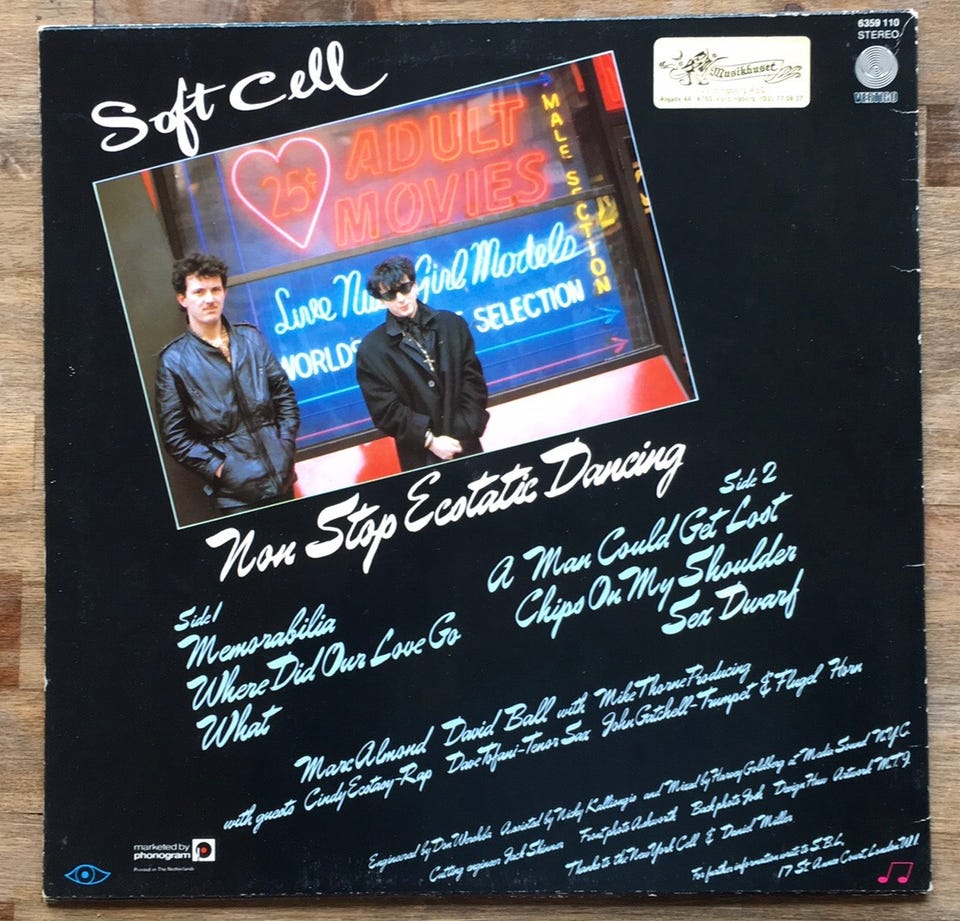 6359 110
STEREO
VERTIGO
Musikhuset
Soft Cell
25¢
ADULT
MOVIES
MALE SECTION
Live Nu Girl Models
WORLDS SELECTION
Non Stop Ecstatic Dancing
Side 1
Memorabilia
Where Did Our Love Go
What
Side 2
A Man Could Get Lost
Chips On My Shoulder
Sex Dwarf
Marc Almond David Ball with Mike Thorne Producing
with guests Cindy Ecstasy-Rap Dave Tofani-Tenor Sax John Gatchell-Trumpet & Flugel Horn
Engineered by Don Wershba Assisted by Nicky Kalliongis and Mixed by Harvey Goldberg at Media Sound N.Y.C.
Cutting engineer Jack Skinner Front photo Ashworth Back photo Josh Design Huw Artwork M.T.I.
Thanks to the New York Cell & Daniel Miller
For further information write to S.B.L.
17 St Annes Court, London W.1.
marketed by
phonogram
Printed in The Netherlands